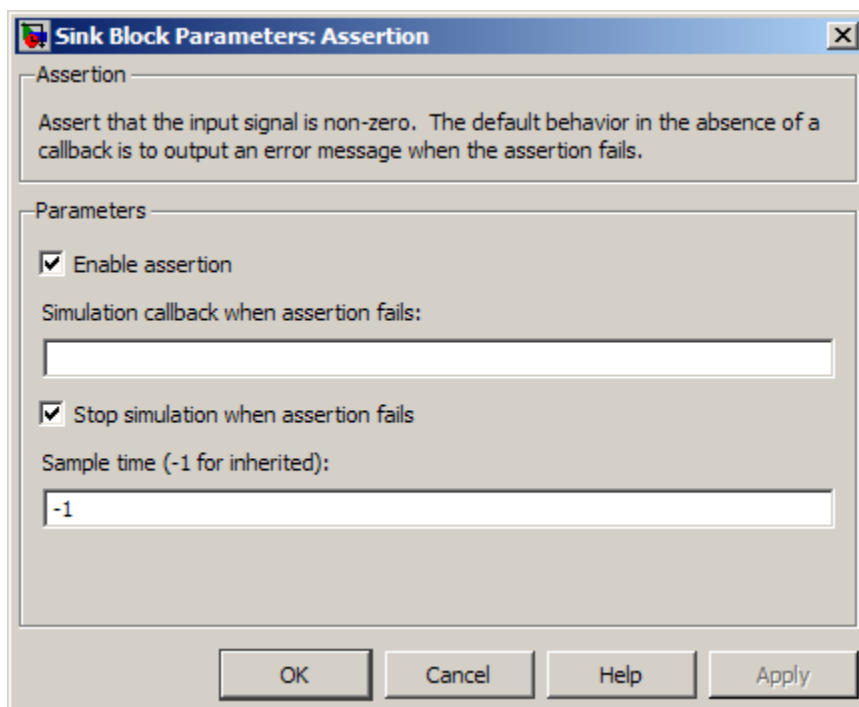 Sink Block Parameters: Assertion
Assertion
Assert that the input signal is non-zero.  The default behavior in the absence of a
callback is to output an error message when the assertion fails.
Parameters
Enable assertion
Simulation callback when assertion fails:
Stop simulation when assertion fails
Sample time (-1 for inherited):
-1
OK
Cancel
Help
Apply